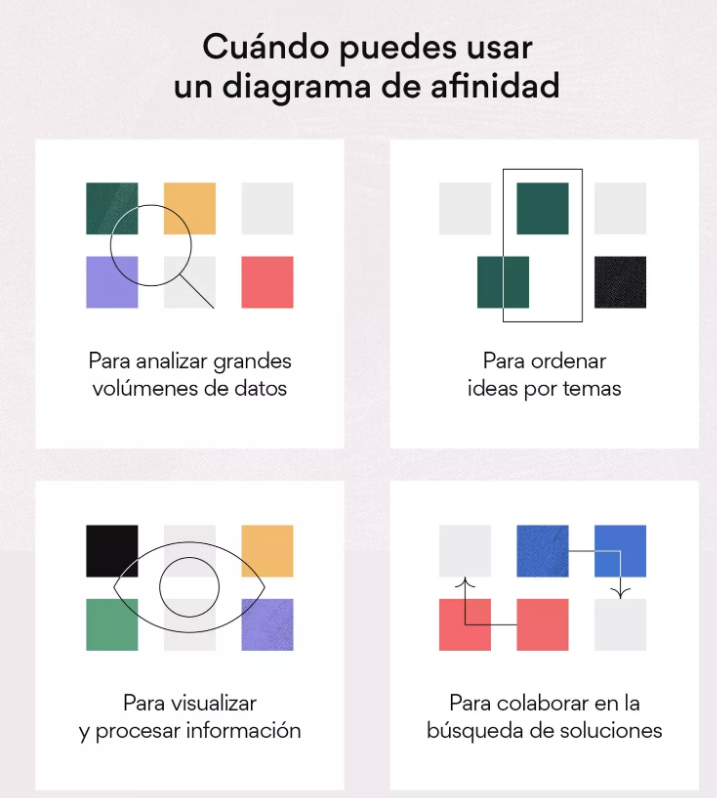 Cuándo puedes usar
un diagrama de afinidad
Para analizar grandes
volúmenes de datos
Para ordenar
ideas por temas
Para visualizar
y procesar información
Para colaborar en la
búsqueda de soluciones